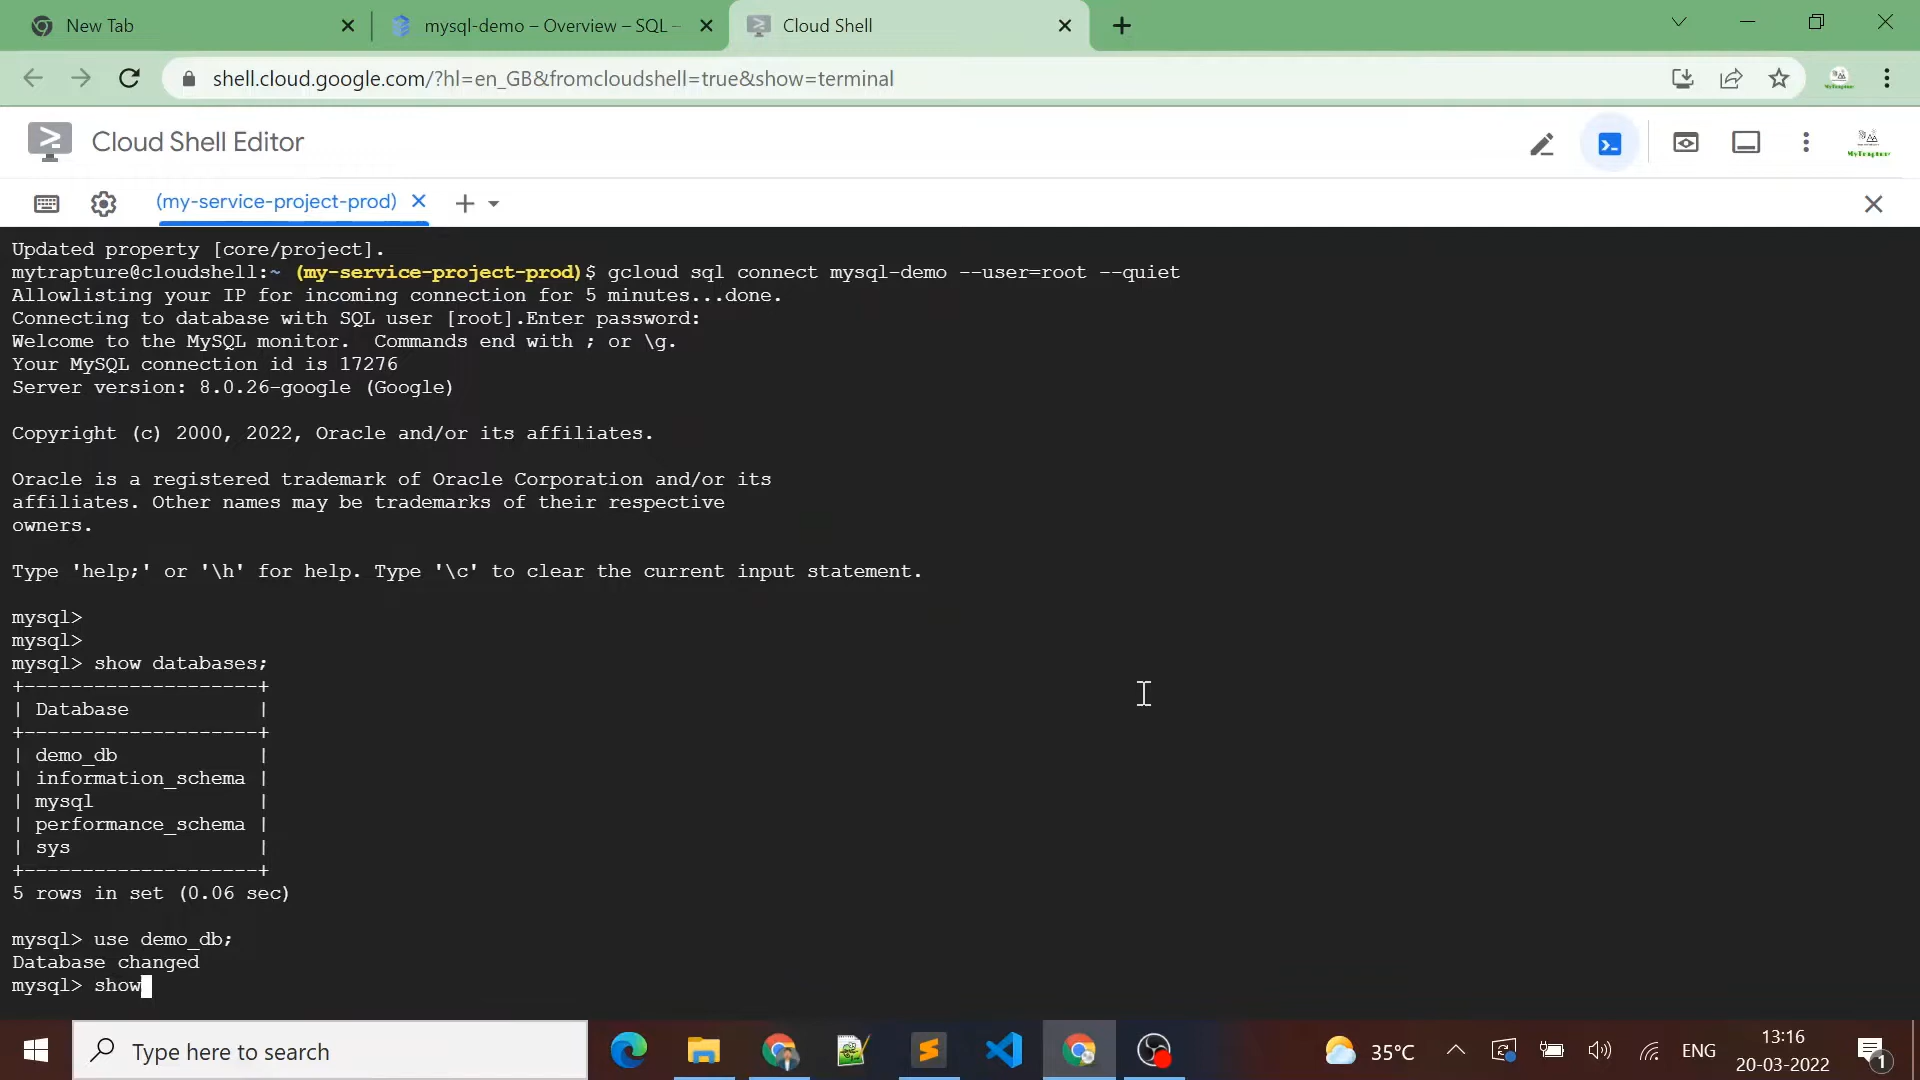 New Tab
mysql-demo – Overview – SQL –
Cloud Shell
shell.cloud.google.com/?hl=en_GB&fromcloudshell=true&show=terminal
Cloud Shell Editor
(my-service-project-prod)
Updated property [core/project].
mytrapture@cloudshell:~ (my-service-project-prod)$ gcloud sql connect mysql-demo --user=root --quiet
Allowlisting your IP for incoming connection for 5 minutes...done.
Connecting to database with SQL user [root].Enter password:
Welcome to the MySQL monitor.  Commands end with ; or \g.
Your MySQL connection id is 17276
Server version: 8.0.26-google (Google)
Copyright (c) 2000, 2022, Oracle and/or its affiliates.
Oracle is a registered trademark of Oracle Corporation and/or its
affiliates. Other names may be trademarks of their respective
owners.
Type 'help;' or '\h' for help. Type '\c' to clear the current input statement.
mysql>
mysql>
mysql> show databases;
+--------------------+
| Database           |
+--------------------+
| demo_db            |
| information_schema |
| mysql              |
| performance_schema |
| sys                |
+--------------------+
5 rows in set (0.06 sec)
mysql> use demo_db;
Database changed
mysql> show
Type here to search
35°C
ENG
13:16
20-03-2022
1